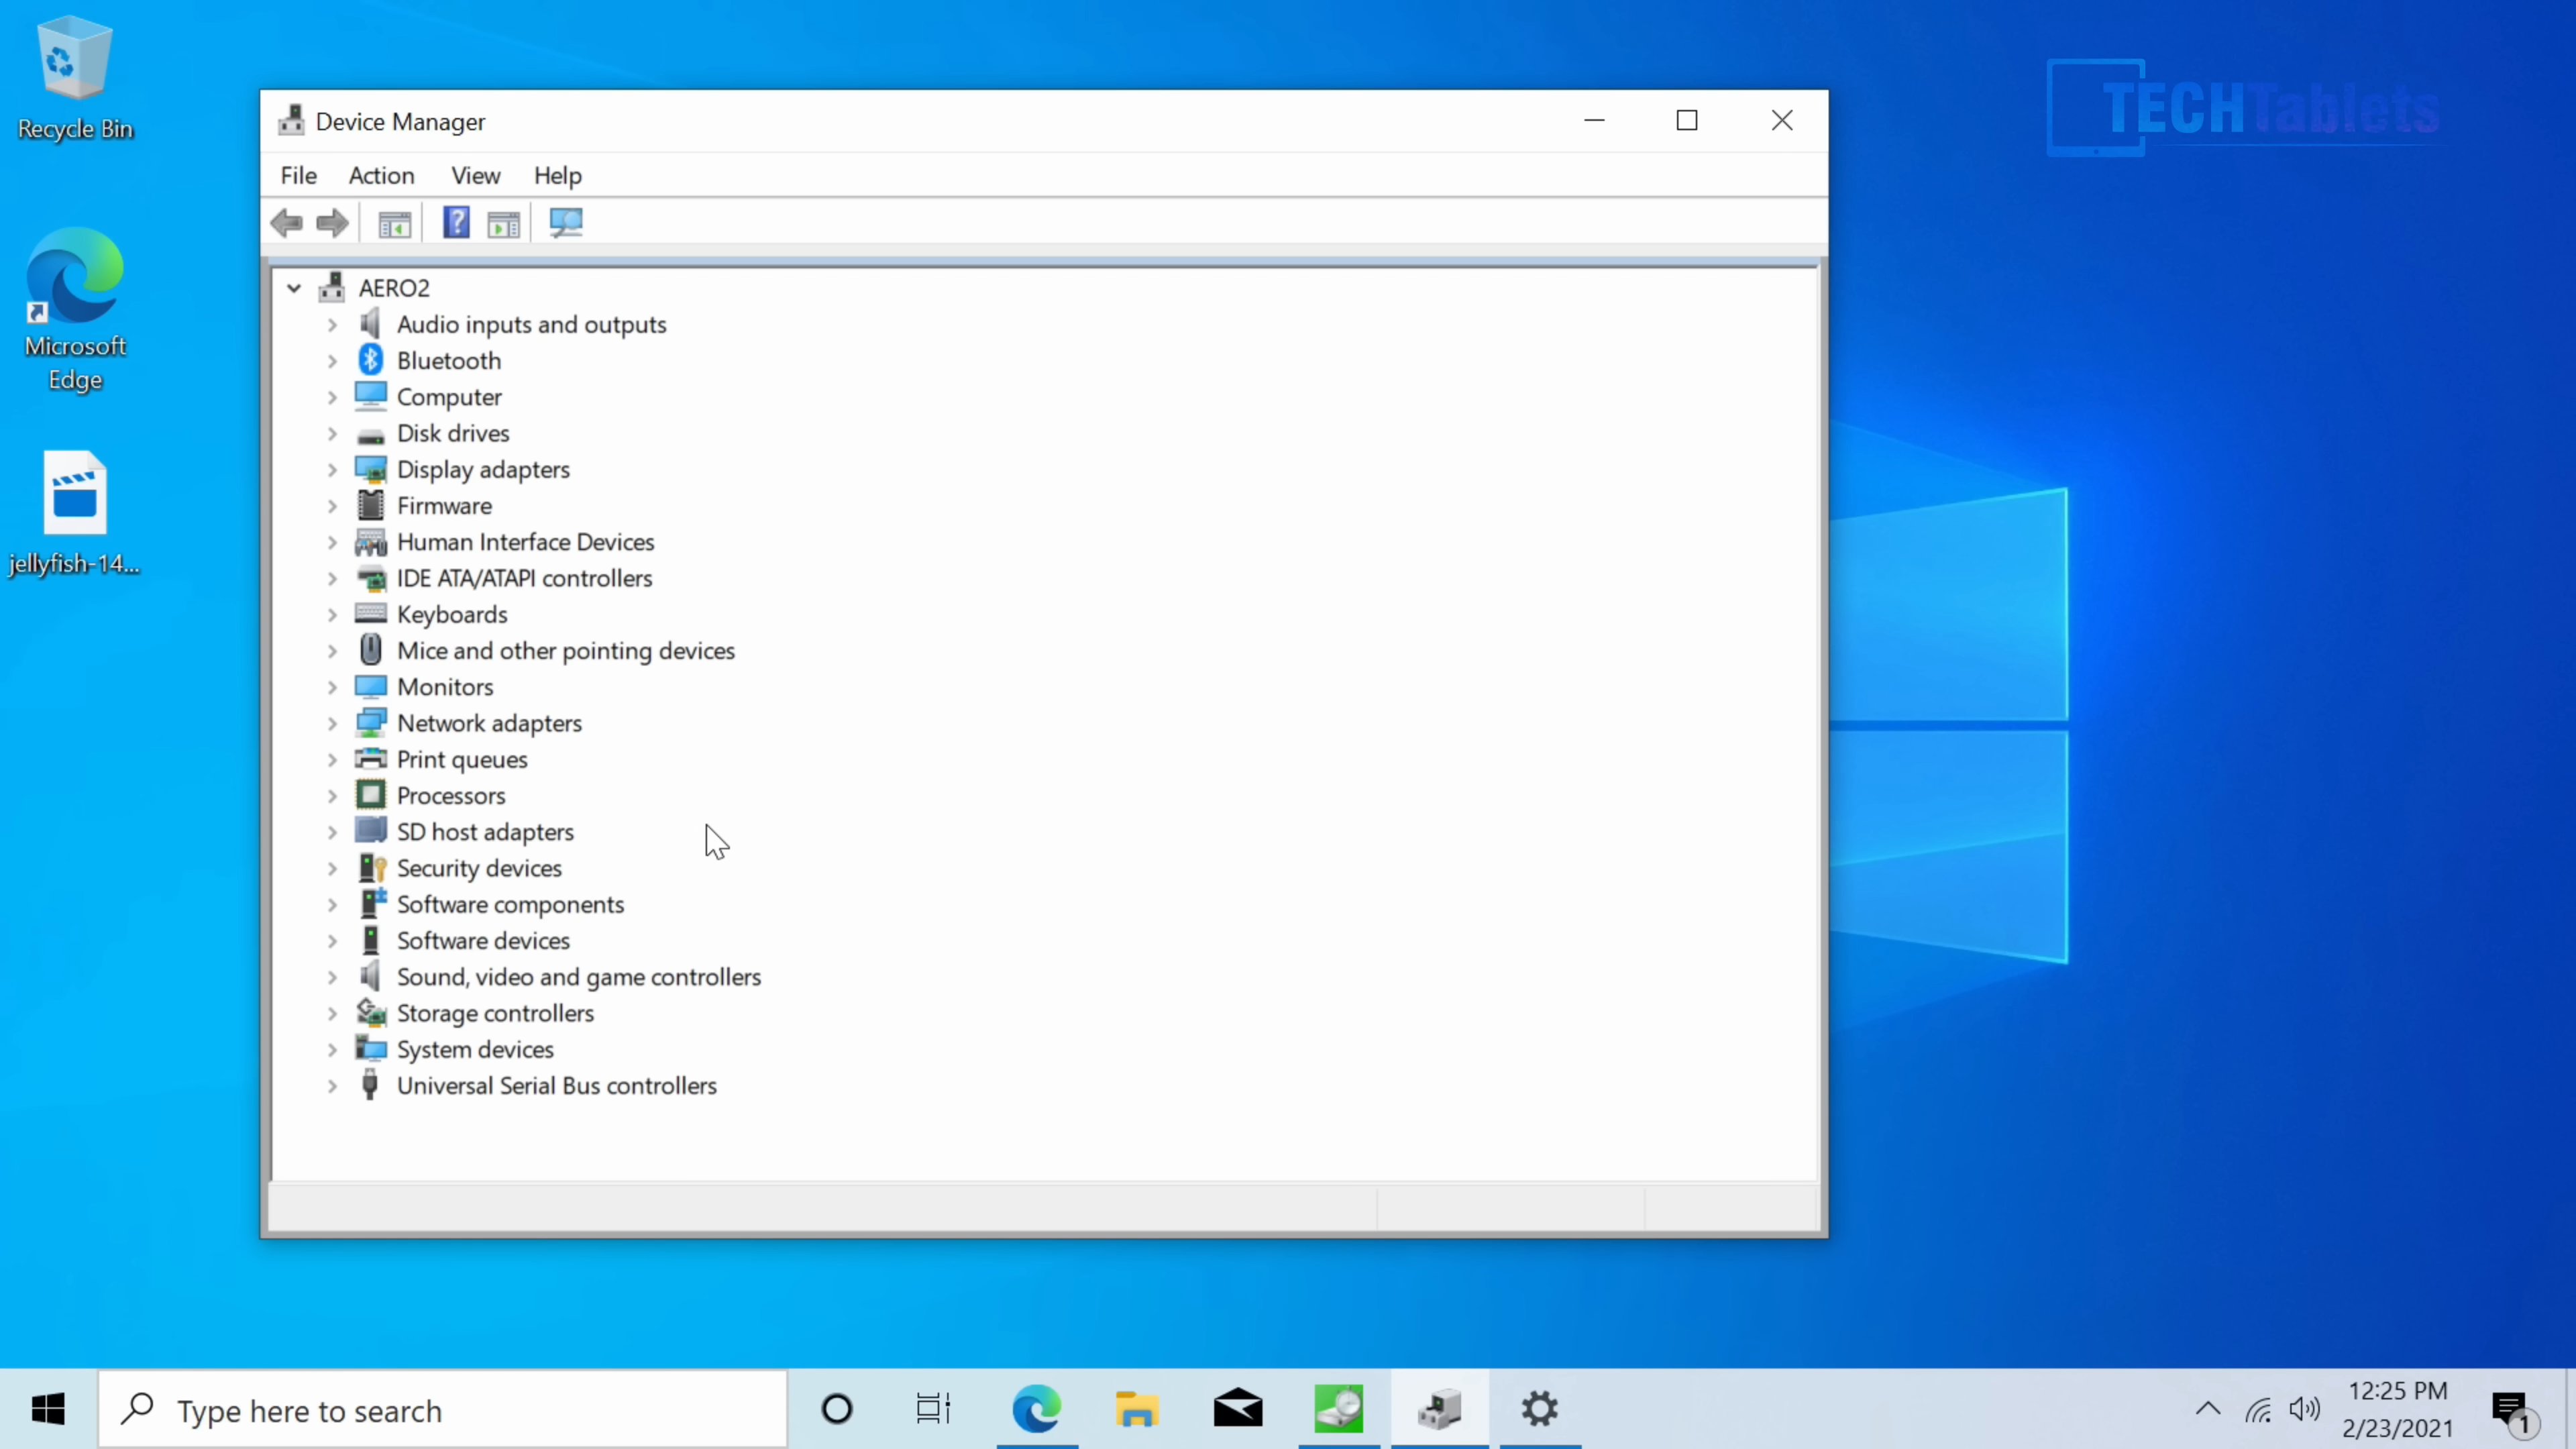 Recycle Bin
Microsoft
Edge
jellyfish-14...
TECHTablets
Device Manager
File Action View Help
AERO2
Audio inputs and outputs
Bluetooth
Computer
Disk drives
Display adapters
Firmware
Human Interface Devices
IDE ATA/ATAPI controllers
Keyboards
Mice and other pointing devices
Monitors
Network adapters
Print queues
Processors
SD host adapters
Security devices
Software components
Software devices
Sound, video and game controllers
Storage controllers
System devices
Universal Serial Bus controllers
Type here to search
12:25 PM
2/23/2021
1